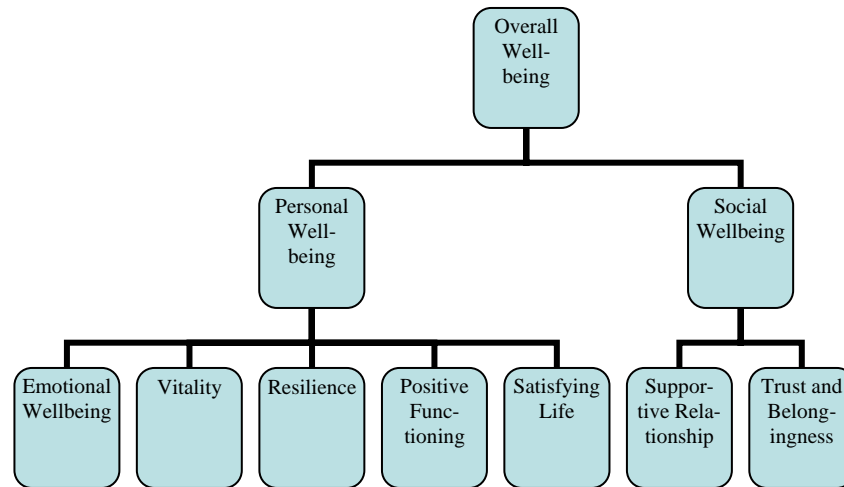 Overall
Well-
being
Personal
Well-
being
Social
Wellbeing
Emotional
Wellbeing
Vitality
Resilience
Positive
Func-
tioning
Satisfying
Life
Suppor-
tive Rela-
tionship
Trust and
Belong-
ingness